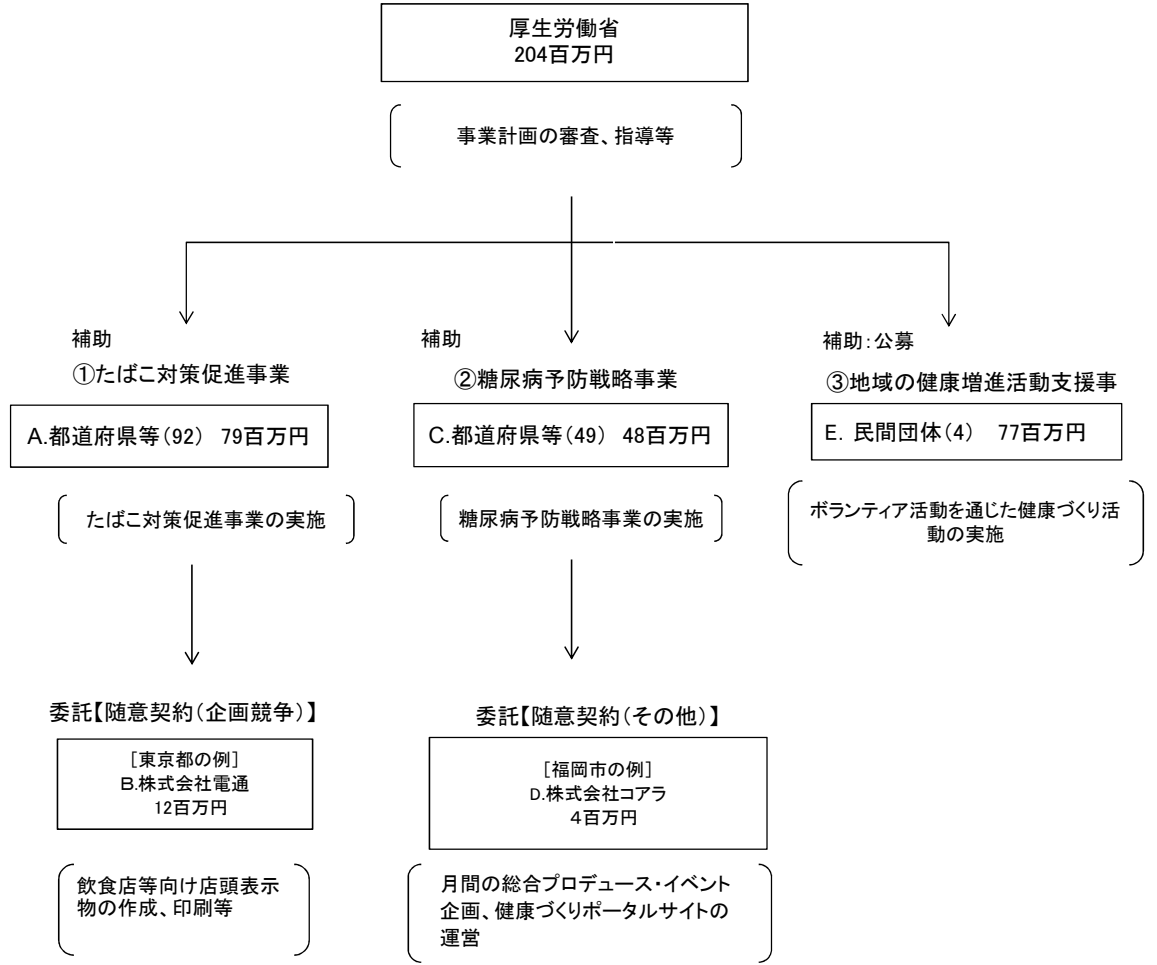 厚生労働省
204百万円
事業計画の審査、指導等
補助
①たばこ対策促進事業
A.都道府県等(92)　79百万円
たばこ対策促進事業の実施
委託【随意契約(企画競争)】
［東京都の例］
B.株式会社電通
12百万円
飲食店等向け店頭表示
物の作成、印刷等
補助
②糖尿病予防戦略事業
C.都道府県等(49)　48百万円
糖尿病予防戦略事業の実施
委託【随意契約(その他)】
［福岡市の例］
D.株式会社コアラ
４百万円
月間の総合プロデュース・イベント
企画、健康づくりポータルサイトの
運営
補助：公募
③地域の健康増進活動支援事
E. 民間団体(4)　77百万円
ボランティア活動を通じた健康づくり活
動の実施